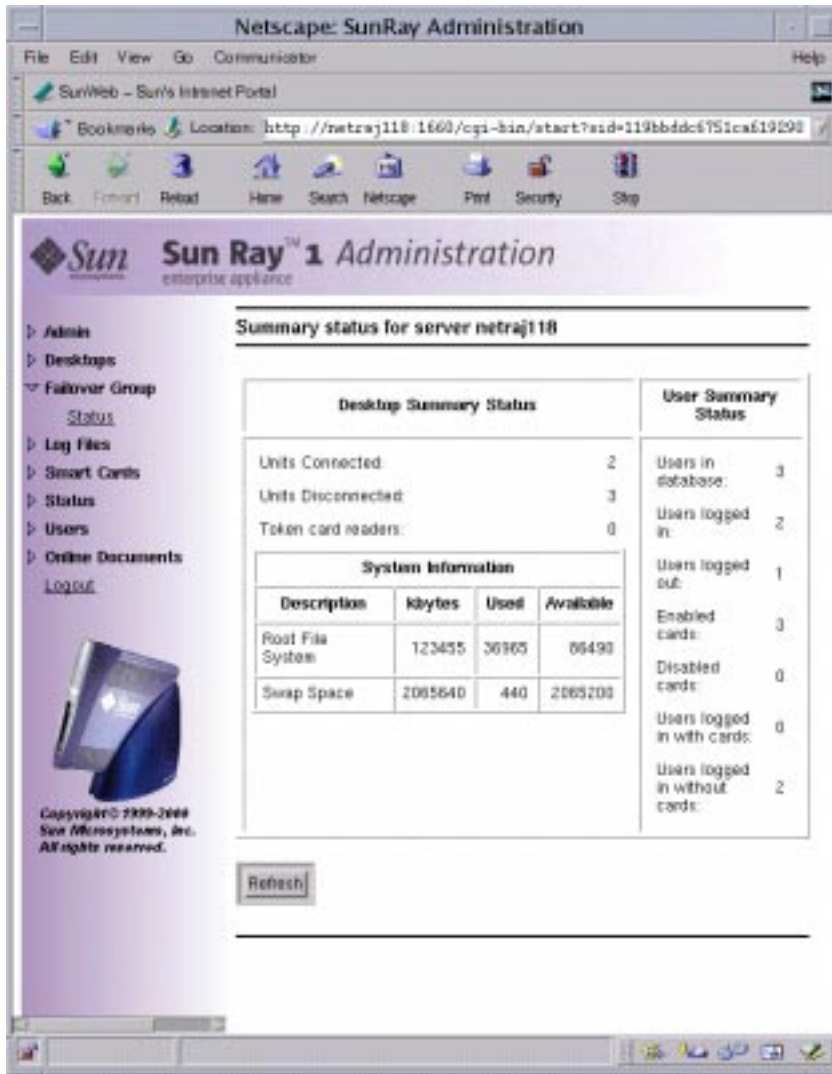 Netscape: SunRay Administration
File Edit View Go Communicator Help
SunWeb – Sun's Intranet Portal
Bookmarks Location: http://netraj118:1660/cgi-bin/start?sid=119bbddc6751ca619290
Back Forward Reload Home Search Netscape Print Security Stop
Sun
microsystems
Sun Ray™ 1 Administration
enterprise appliance
Admin
Desktops
Failover Group
Status
Log Files
Smart Cards
Status
Users
Online Documents
Logout
Sun
Copyright© 1999-2000
Sun Microsystems, Inc.
All rights reserved.
Summary status for server netraj118
Desktop Summary Status
Units Connected: 2
Units Disconnected: 3
Token card readers: 0
System Information
Description kbytes Used Available
Root File System 123455 36965 86490
Swap Space 2065640 440 2065200
User Summary Status
Users in database: 3
Users logged in: 2
Users logged out: 1
Enabled cards: 3
Disabled cards: 0
Users logged in with cards: 0
Users logged in without cards: 2
Refresh